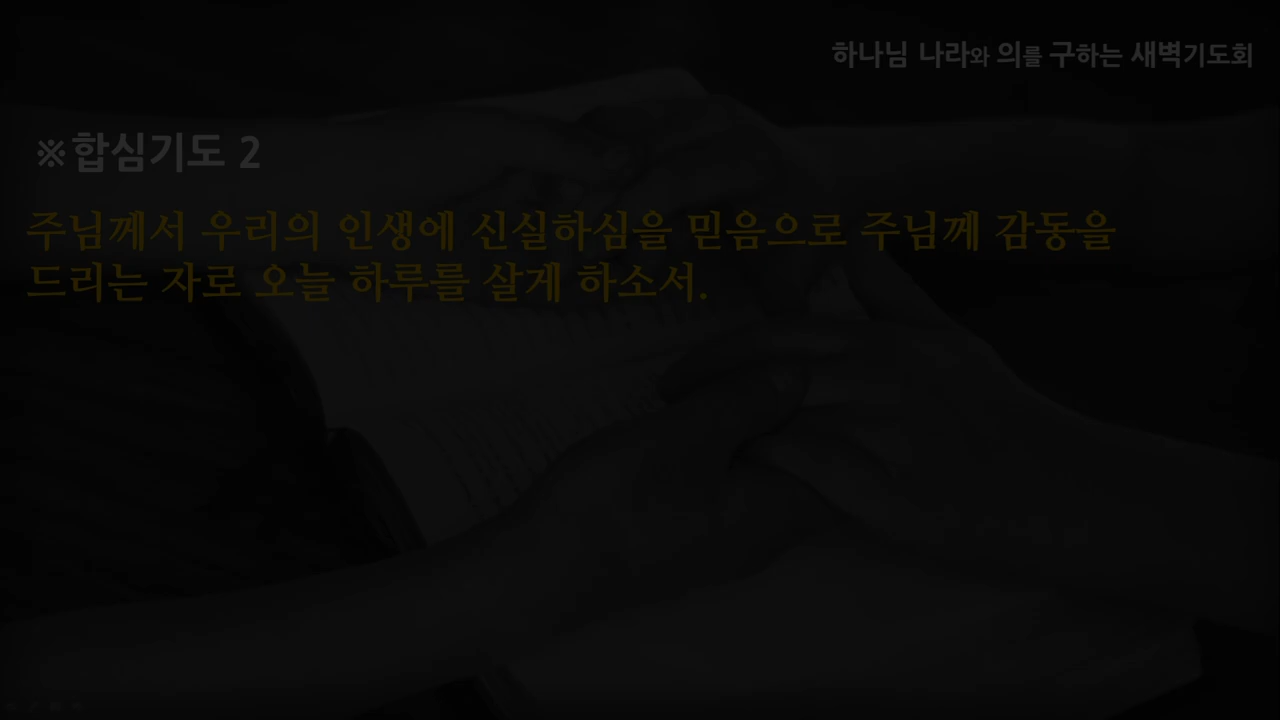 하나님 나라와 의를 구하는 새벽기도회
※합심기도 2
주님께서 우리의 인생에 신실하심을 믿음으로 주님께 감동을
드리는 자로 오늘 하루를 살게 하소서.